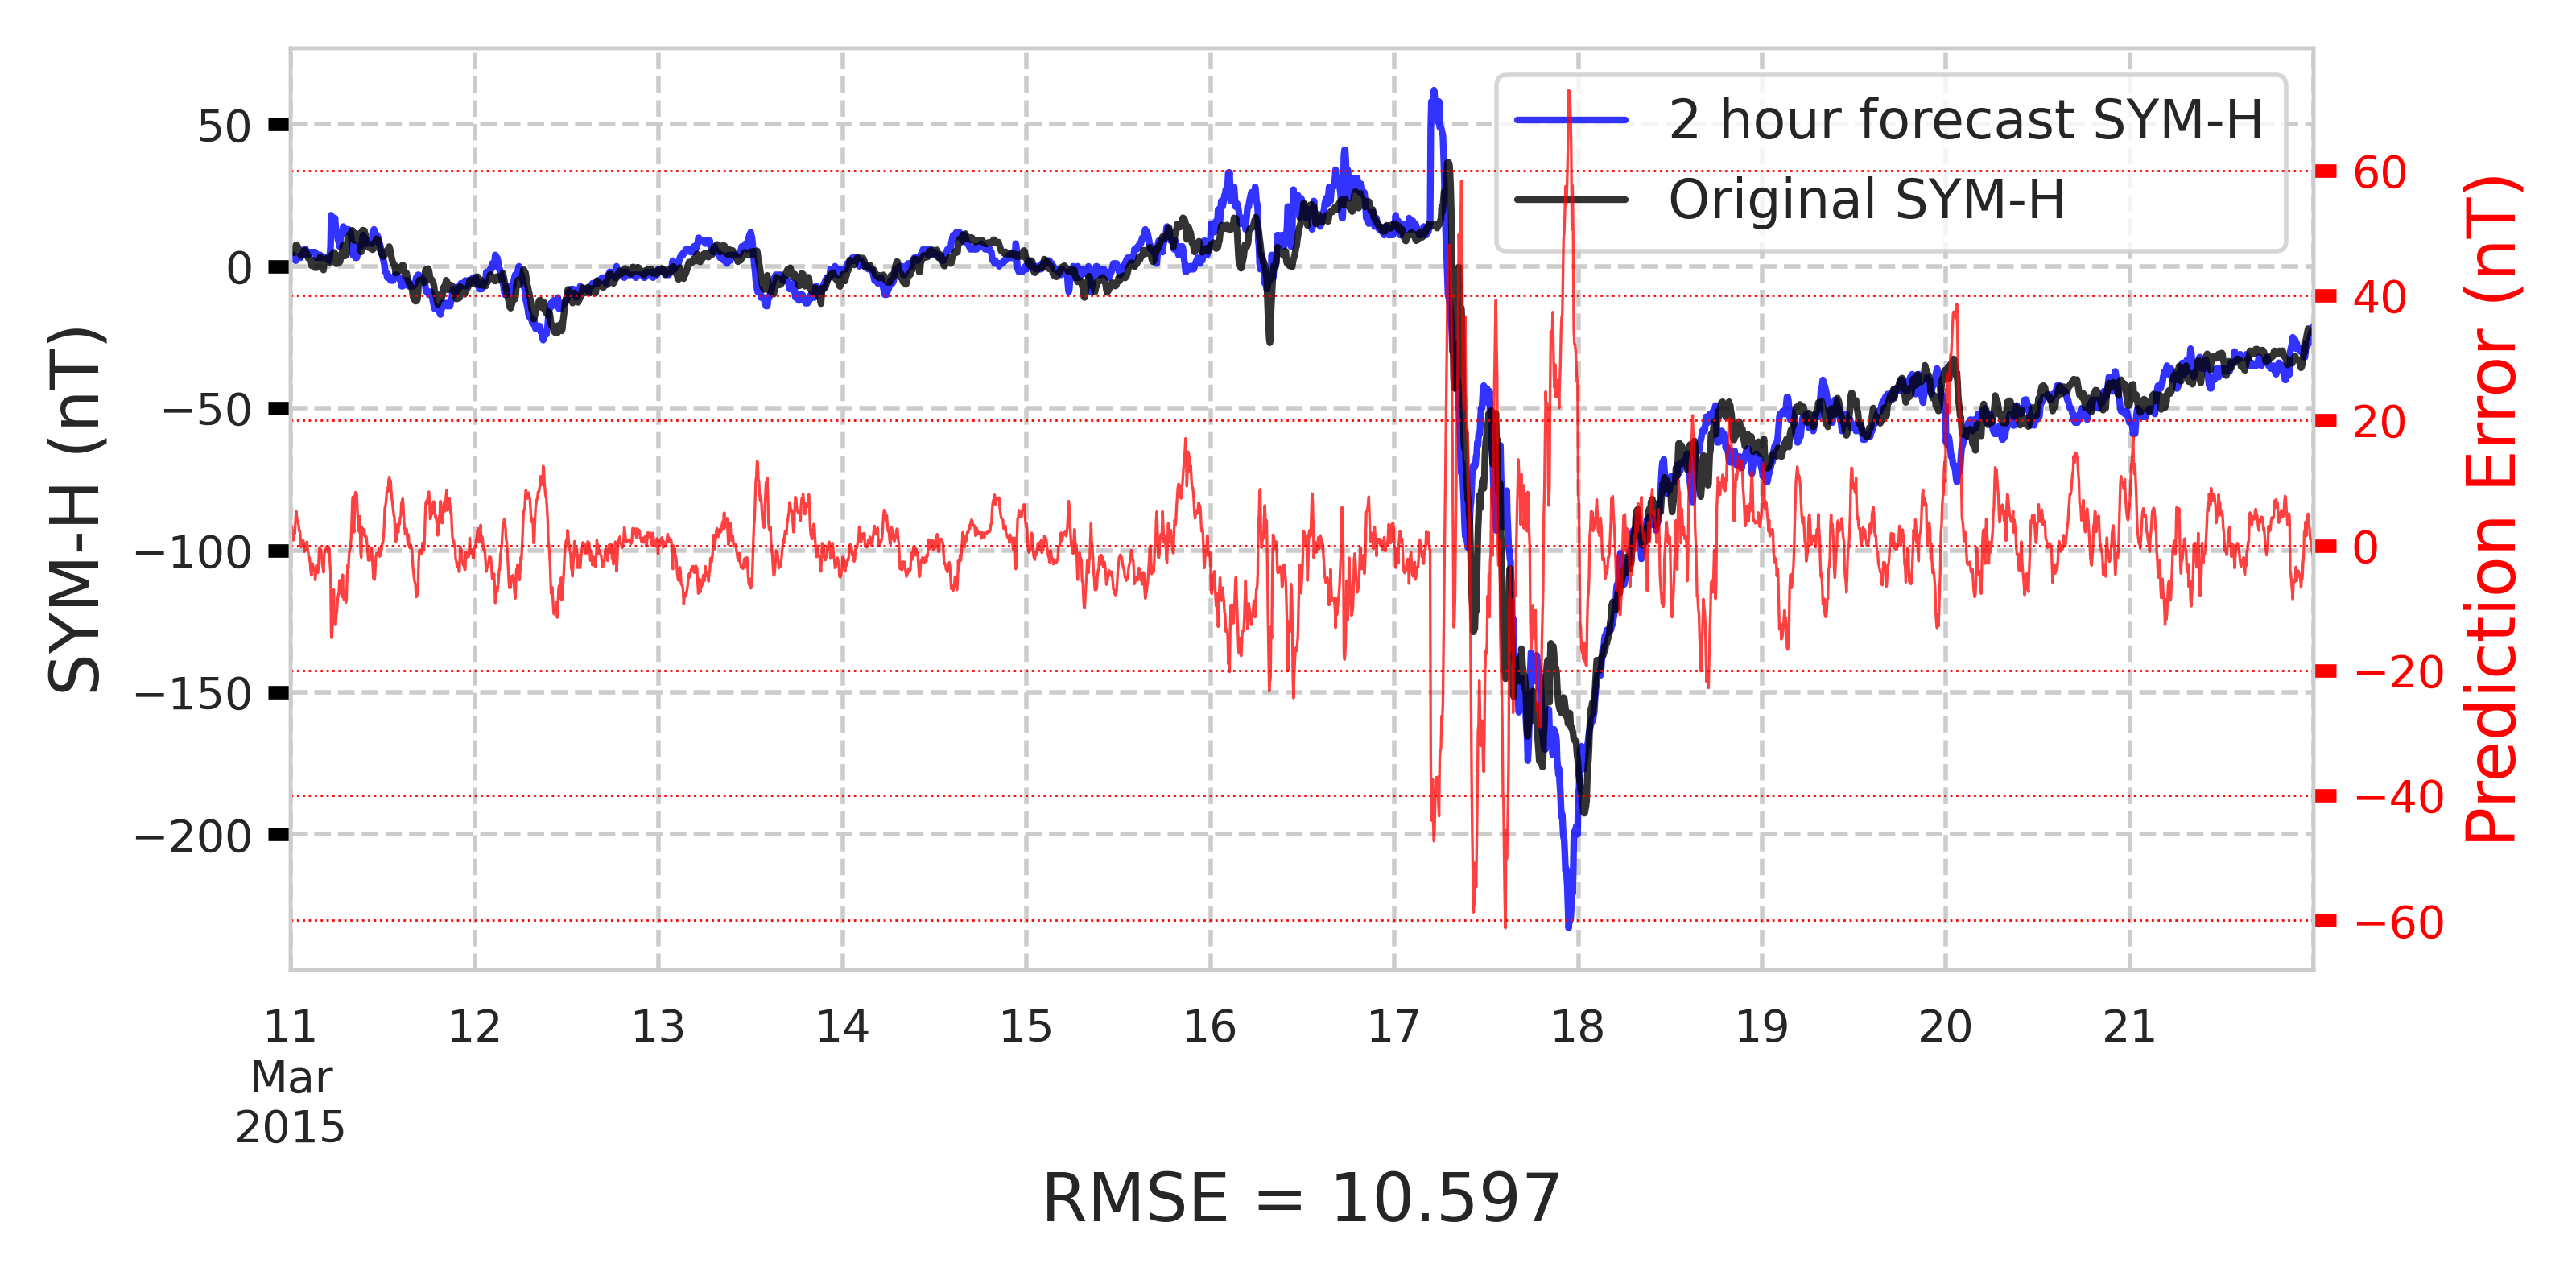 2 hour forecast SYM-H
Original SYM-H
SYM-H (nT)
50
0
−50
−100
−150
−200
Prediction Error (nT)
60
40
20
0
−20
−40
−60
11 12 13 14 15 16 17 18 19 20 21
Mar
2015
RMSE = 10.597